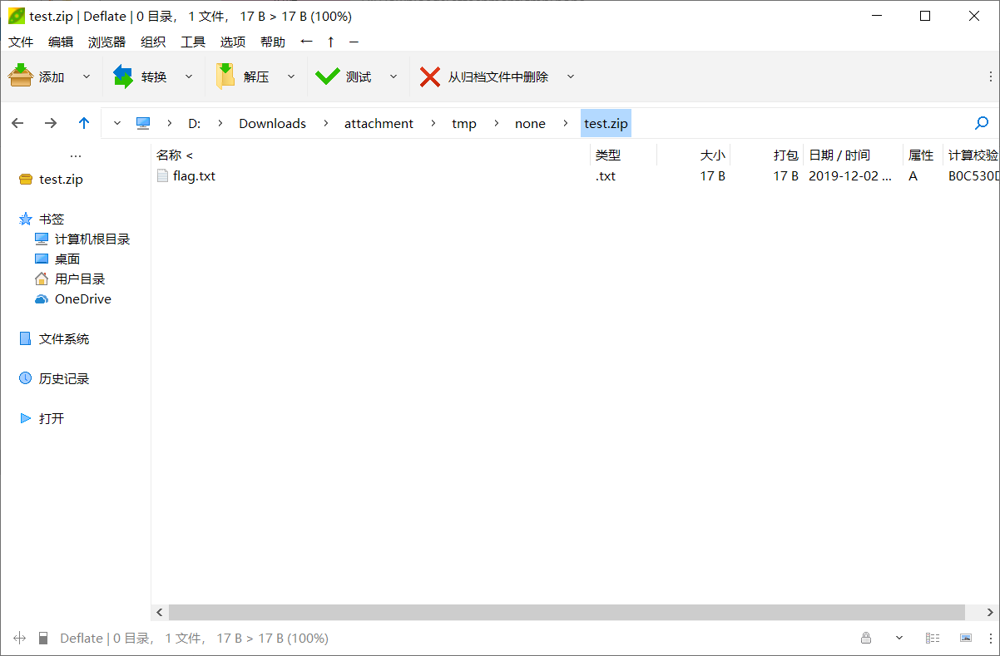 test.zip | Deflate | 0 目录， 1 文件， 17 B > 17 B (100%)
文件 编辑 浏览器 组织 工具 选项 帮助 ← ↑ −
添加 转换 解压 测试 从归档文件中删除
D: > Downloads > attachment > tmp > none > test.zip
... 名称 < 类型 大小 打包 日期 / 时间 属性 计算校验
flag.txt .txt 17 B 17 B 2019-12-02 ... A B0C530D
test.zip
书签
计算机根目录
桌面
用户目录
OneDrive
文件系统
历史记录
打开
Deflate | 0 目录， 1 文件， 17 B > 17 B (100%)